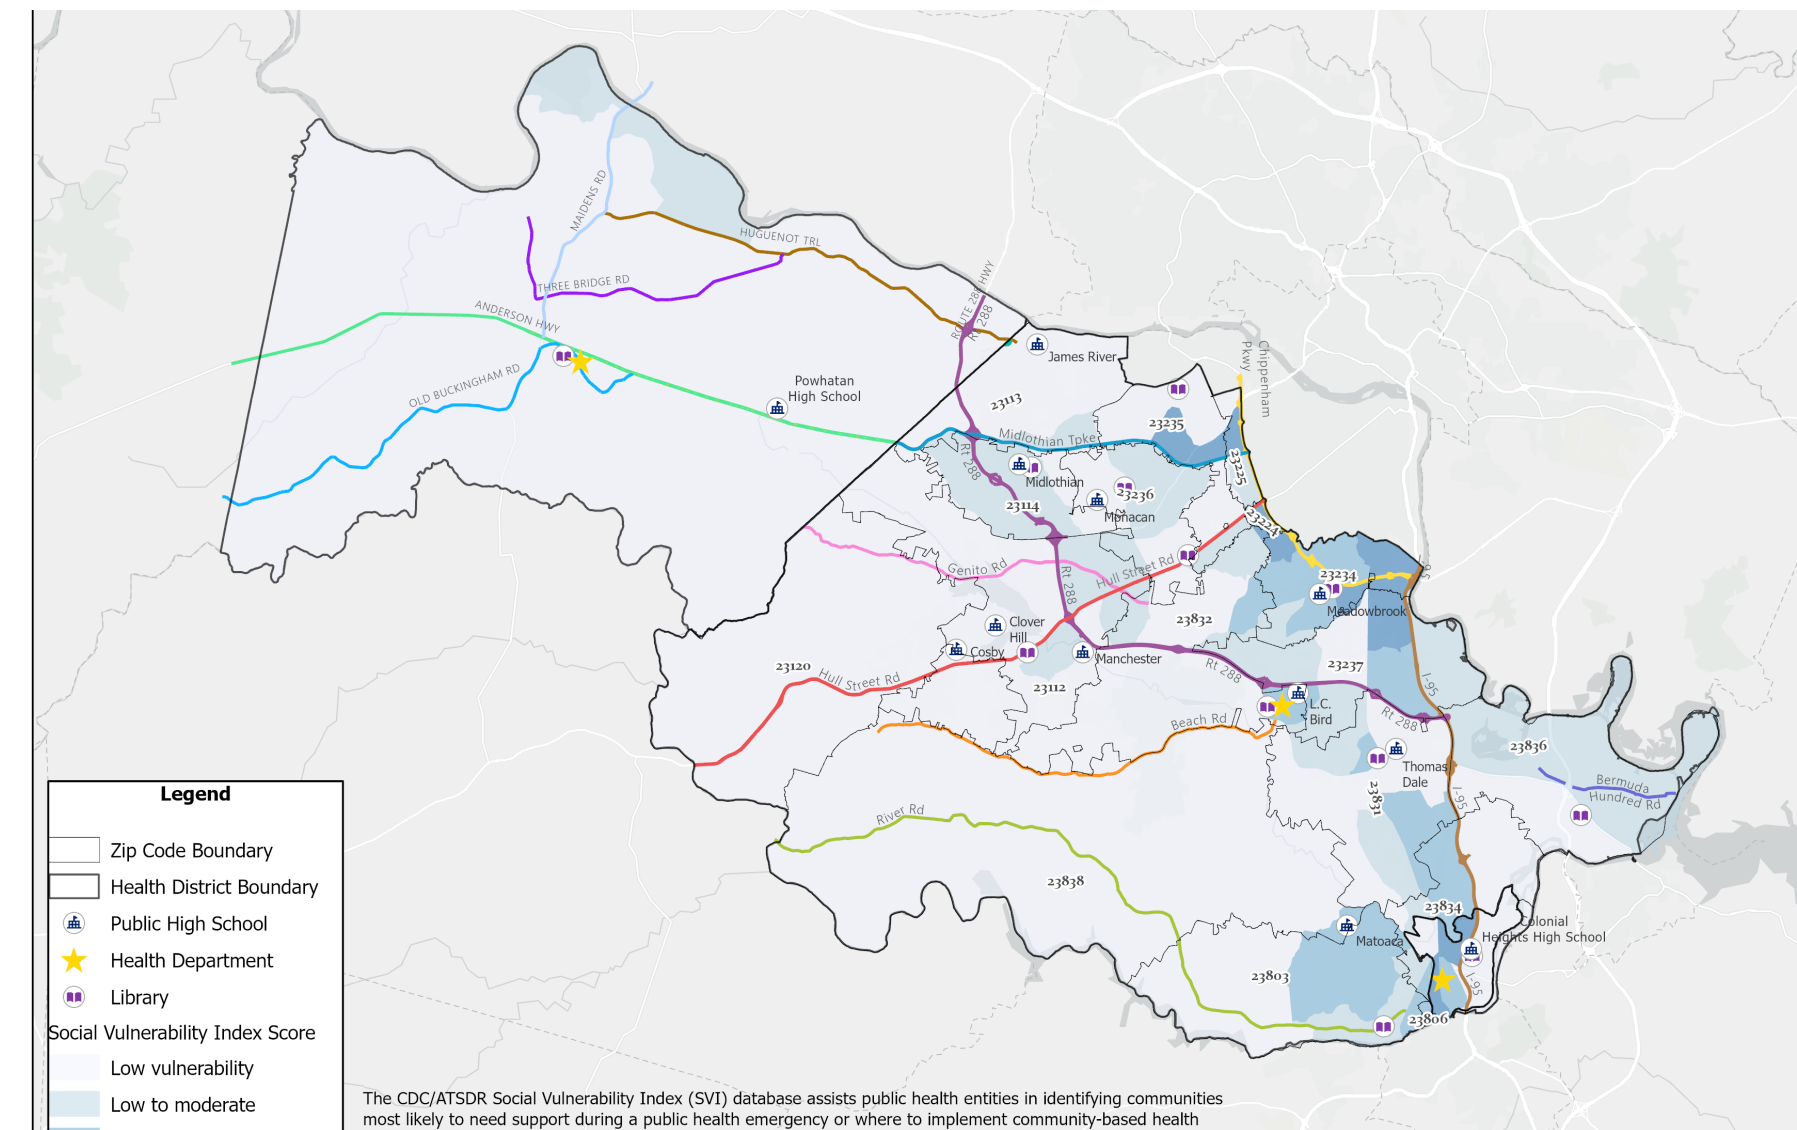 MAIDENS RD
HUGUENOT TRL
THREE BRIDGE RD
ANDERSON HWY
OLD BUCKINGHAM RD
ROUTE 288 HWY
Rt 288
James River
Chippenham
Pkwy
Powhatan
High School
23113
23235
Midlothian Tpke
Rt 288
23225
Midlothian
23236
23114
Monacan
23224
Genito Rd
Rt 288
Hull Street Rd
23234
I-95
Meadowbrook
23832
Clover
Hill
Cosby
Manchester
23120
Hull Street Rd
Rt 288
23237
I-95
23112
L.C.
Bird
Beach Rd
Rt 288
23836
Thomas
Dale
Bermuda
Hundred Rd
23831
I-95
River Rd
23838
23834
Colonial
Heights High School
Matoaca
23803
I-95
23806
Legend
Zip Code Boundary
Health District Boundary
Public High School
Health Department
Library
Social Vulnerability Index Score
Low vulnerability
Low to moderate
The CDC/ATSDR Social Vulnerability Index (SVI) database assists public health entities in identifying communities
most likely to need support during a public health emergency or where to implement community-based health